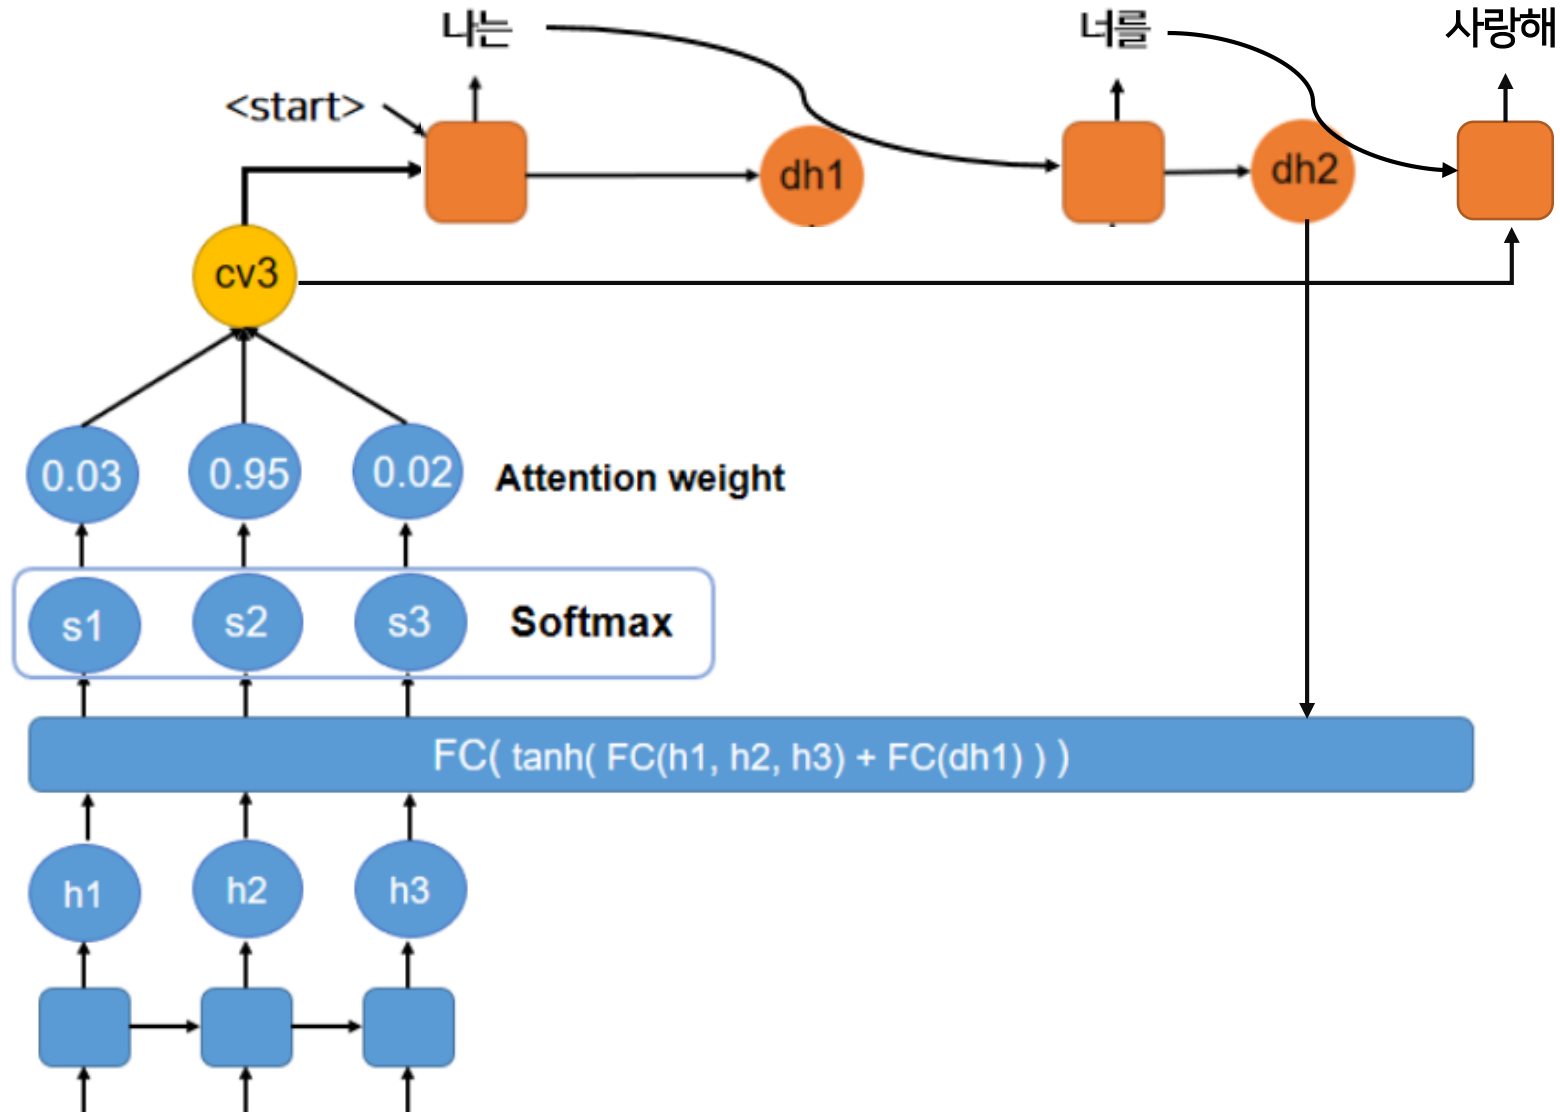 나는
너를
사랑해
<start>
dh1
dh2
cv3
0.03
0.95
0.02
Attention weight
s1
s2
s3
Softmax
FC( tanh( FC(h1, h2, h3) + FC(dh1) ) )
h1
h2
h3